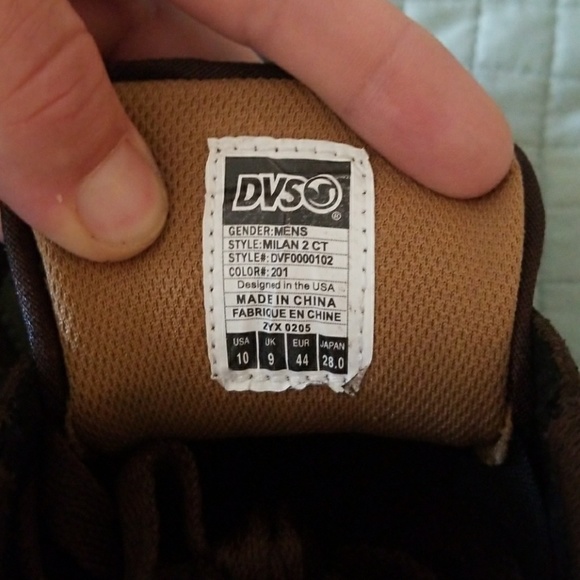 DVS
®
GENDER:MENS
STYLE:MILAN 2 CT
STYLE#:DVF0000102
COLOR#:201
Designed in the USA
MADE IN CHINA
FABRIQUE EN CHINE
ZYX 0205
USA UK EUR JAPAN
10 9 44 28.0